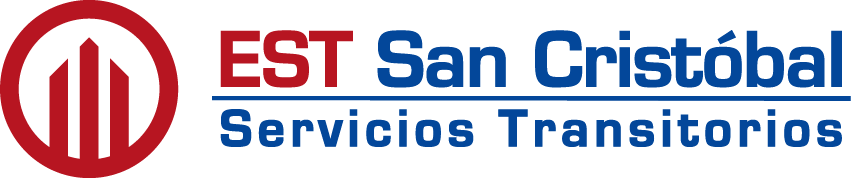 EST San Cristóbal
Servicios Transitorios